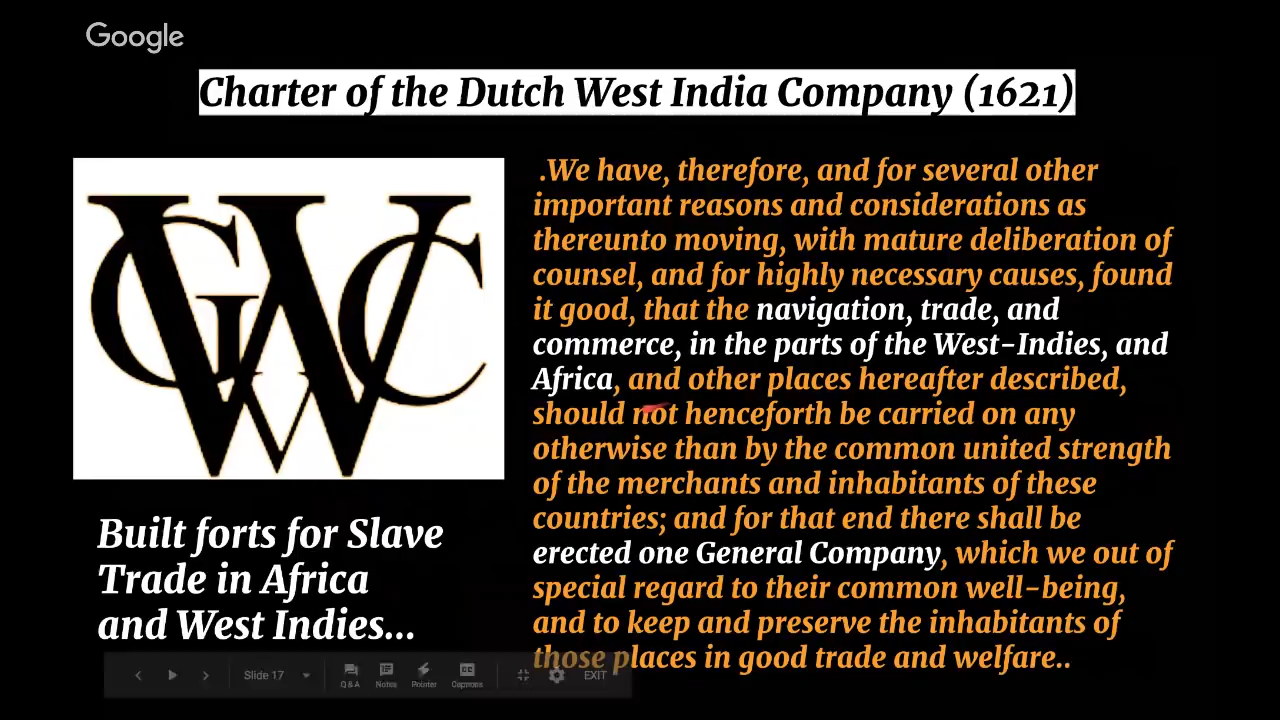 Google
Charter of the Dutch West India Company (1621)
GWC
.We have, therefore, and for several other
important reasons and considerations as
thereunto moving, with mature deliberation of
counsel, and for highly necessary causes, found
it good, that the navigation, trade, and
commerce, in the parts of the West-Indies, and
Africa, and other places hereafter described,
should not henceforth be carried on any
otherwise than by the common united strength
of the merchants and inhabitants of these
countries; and for that end there shall be
erected one General Company, which we out of
special regard to their common well-being,
and to keep and preserve the inhabitants of
those places in good trade and welfare..
Built forts for Slave
Trade in Africa
and West Indies...
Slide 17
Q&A Notes Pointer Captions EXIT